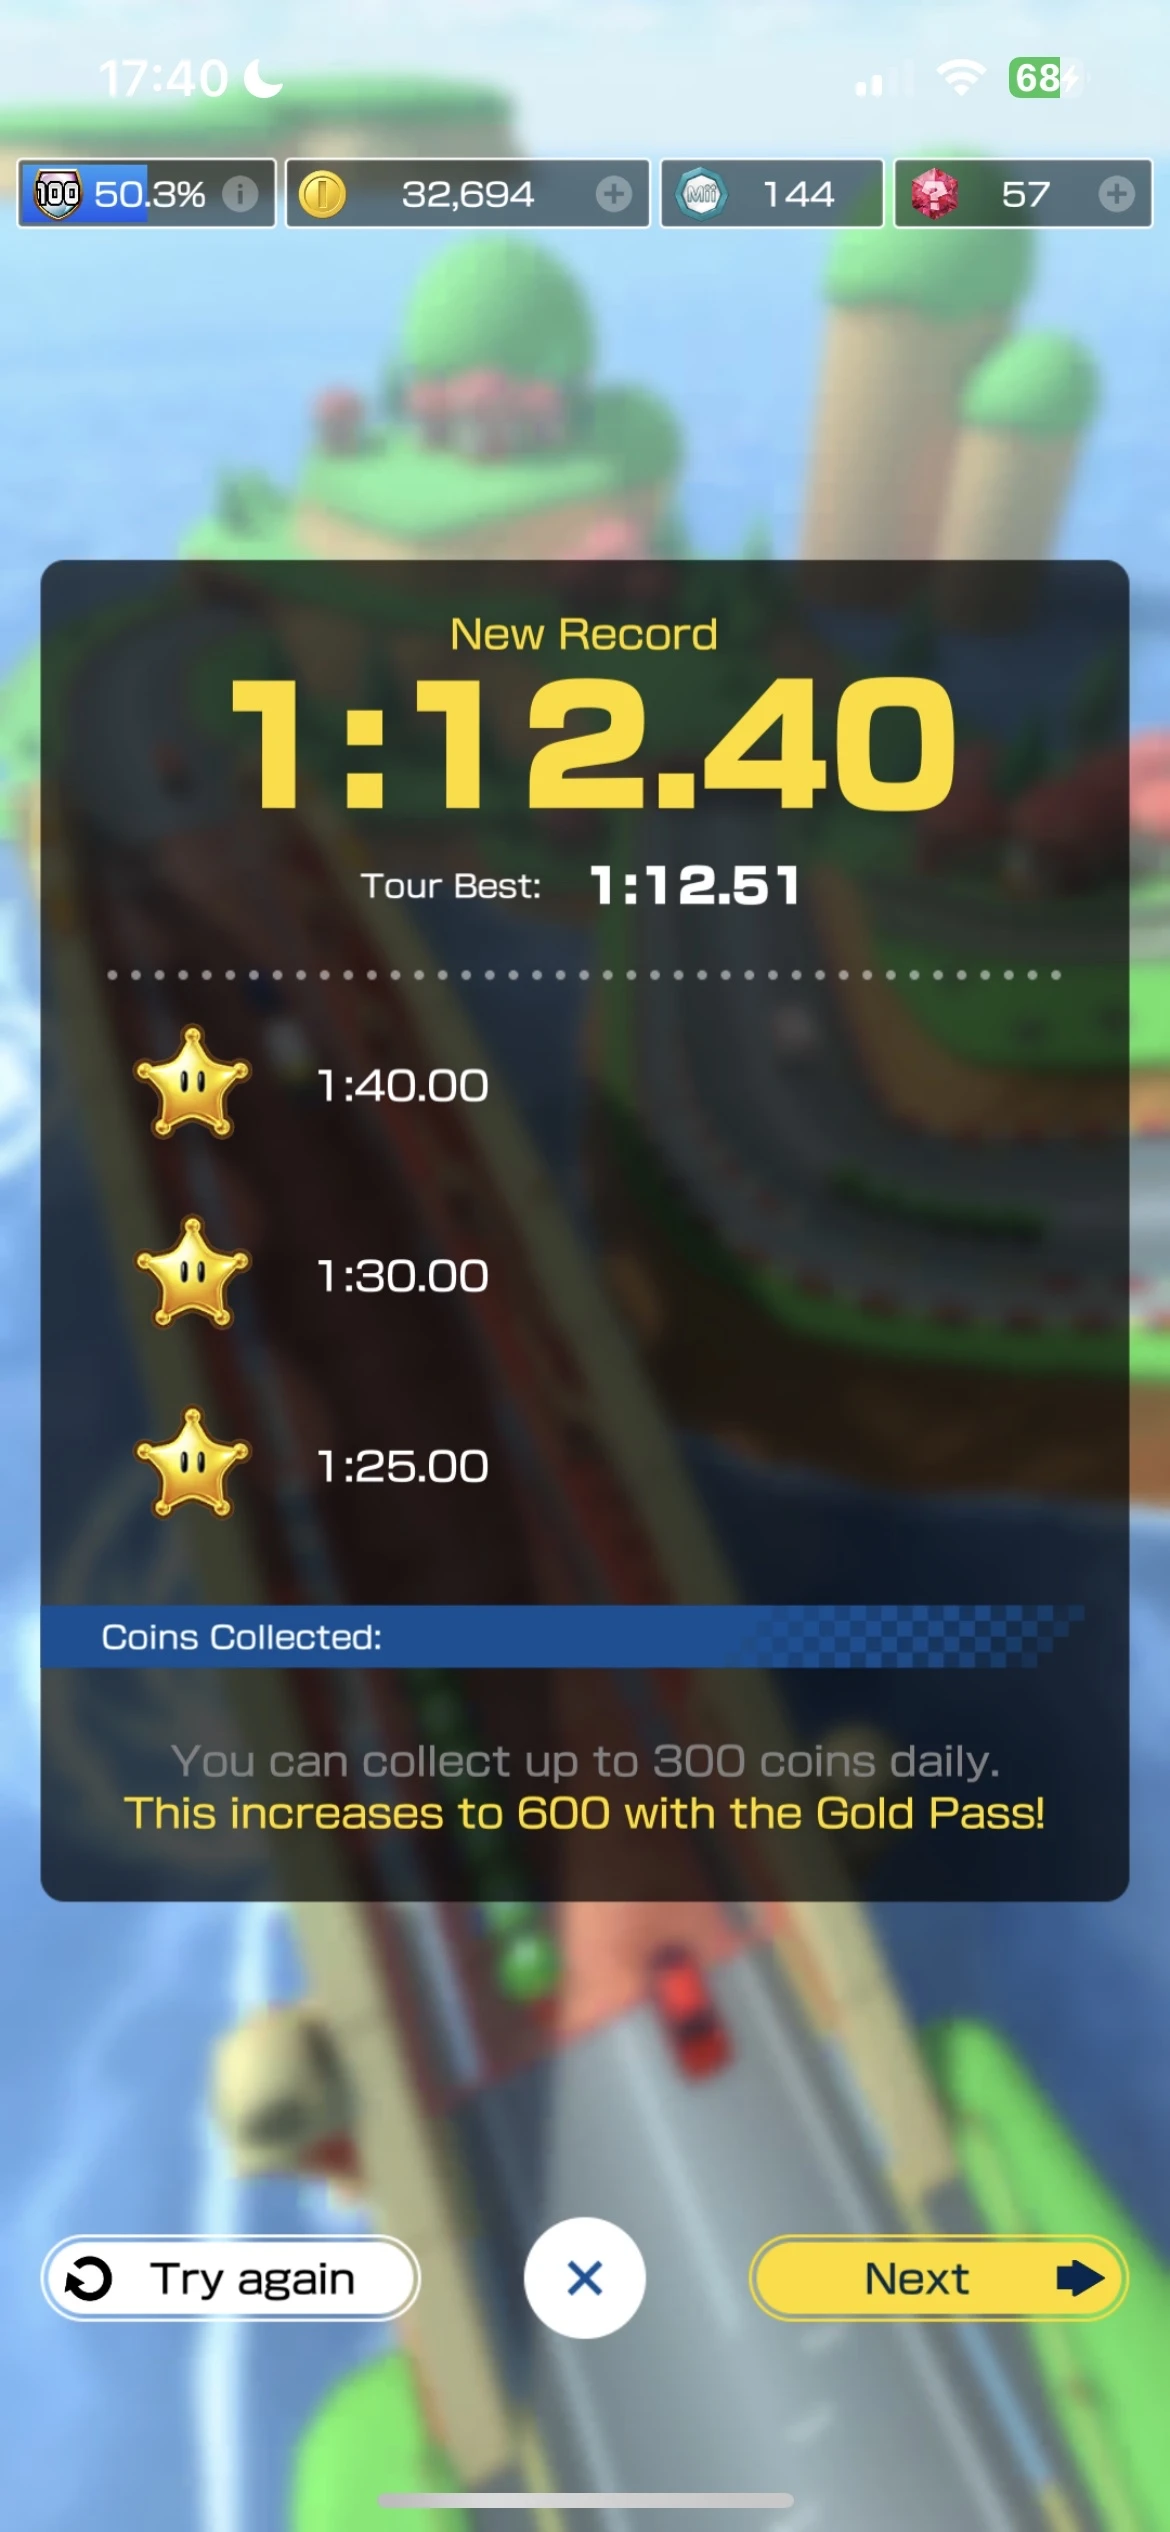 17:40
68
100 50.3% i
32,694
Mii 144
? 57
New Record
1:12.40
Tour Best: 1:12.51
1:40.00
1:30.00
1:25.00
Coins Collected:
You can collect up to 300 coins daily.
This increases to 600 with the Gold Pass!
Try again
Next